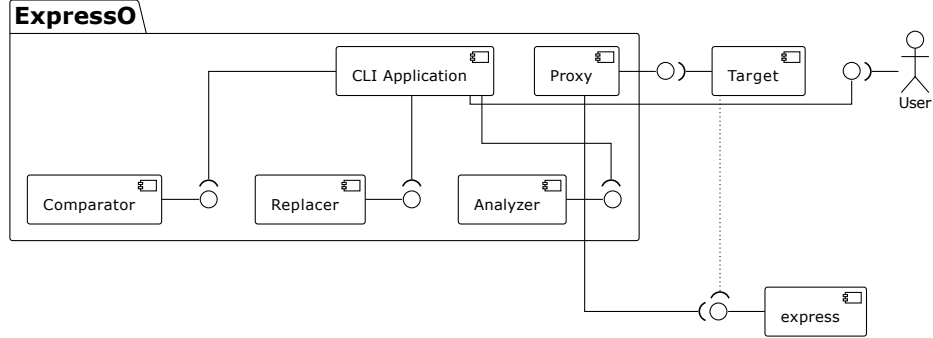 ExpressO
CLI Application
Proxy
Target
User
Comparator
Replacer
Analyzer
express